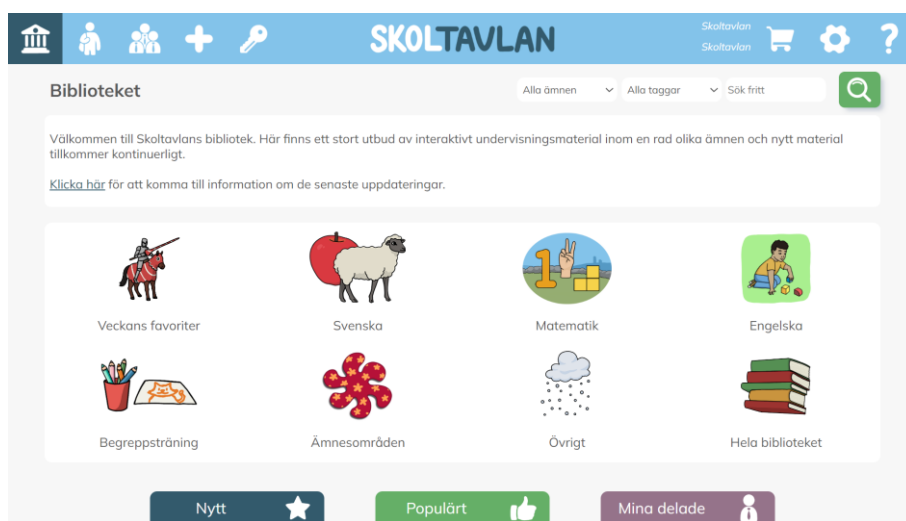 SKOLTAVLAN
Skoltavlan
Skoltavlan
?
Biblioteket
Alla ämnen
Alla taggar
Sök fritt
Välkommen till Skoltavlans bibliotek. Här finns ett stort utbud av interaktivt undervisningsmaterial inom en rad olika ämnen och nytt material
tillkommer kontinuerligt.
Klicka här för att komma till information om de senaste uppdateringar.
1
Veckans favoriter
Svenska
Matematik
Engelska
Begreppsträning
Ämnesområden
Övrigt
Hela biblioteket
Nytt
Populärt
Mina delade